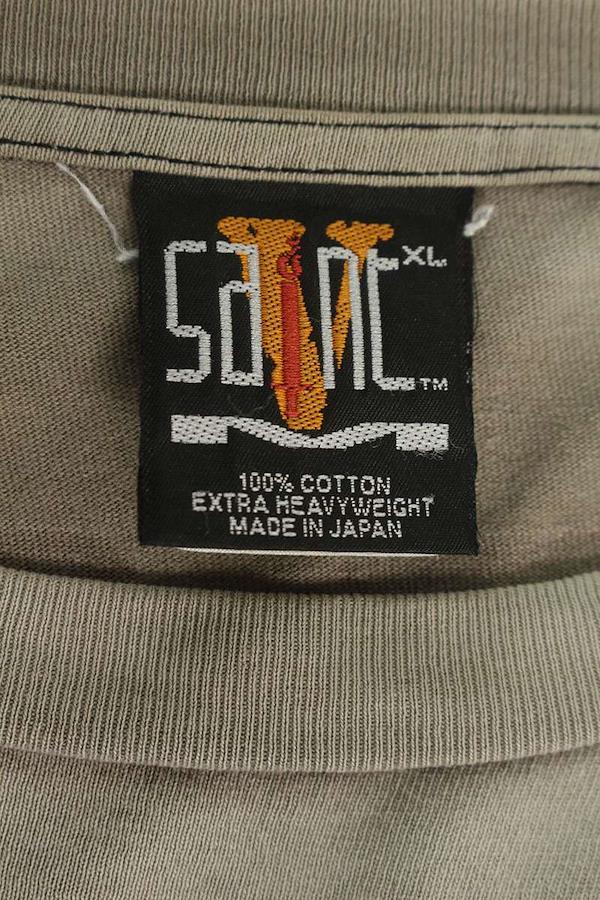 SaiNt XL
V
TM
100% COTTON
EXTRA HEAVYWEIGHT
MADE IN JAPAN